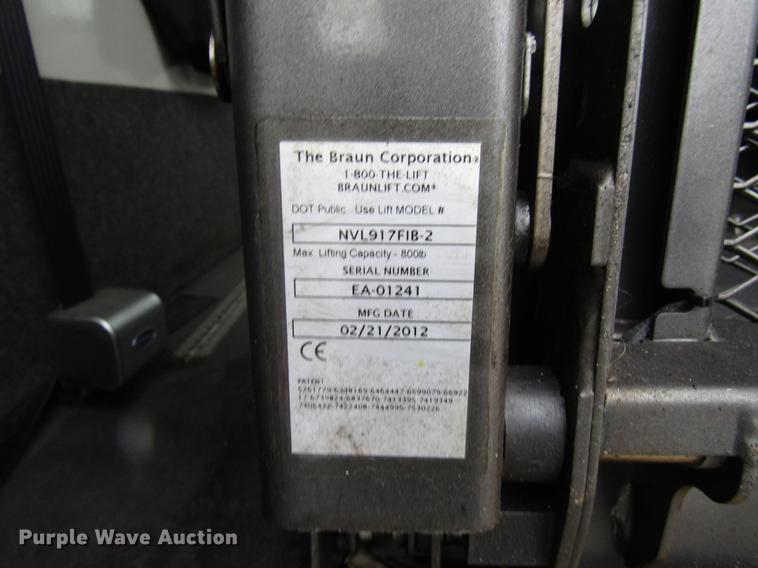 The Braun Corporation®
1-800-THE-LIFT
BRAUNLIFT.COM®
DOT Public - Use Lift MODEL #
NVL917FIB-2
Max. Lifting Capacity - 800lb
SERIAL NUMBER
EA-01241
MFG DATE
02/21/2012
CE
PATENT
Purple Wave Auction